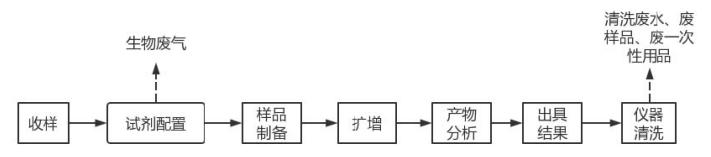 清洗废水、废
样品、废一次
性用品
生物废气
收样
试剂配置
样品
制备
扩增
产物
分析
出具
结果
仪器
清洗